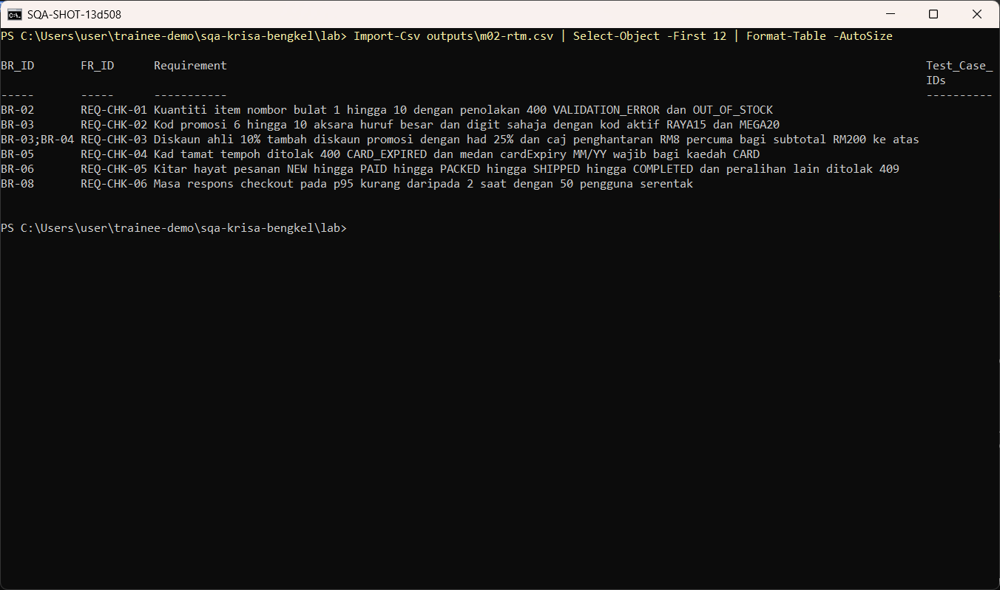 SQA-SHOT-13d508
PS C:\Users\user\trainee-demo\sqa-krisa-bengkel\lab> Import-Csv outputs\m02-rtm.csv | Select-Object -First 12 | Format-Table -AutoSize
BR_ID FR_ID Requirement Test_Case_
IDs
----- ----- ----------- ----------
BR-02 REQ-CHK-01 Kuantiti item nombor bulat 1 hingga 10 dengan penolakan 400 VALIDATION_ERROR dan OUT_OF_STOCK
BR-03 REQ-CHK-02 Kod promosi 6 hingga 10 aksara huruf besar dan digit sahaja dengan kod aktif RAYA15 dan MEGA20
BR-03;BR-04 REQ-CHK-03 Diskaun ahli 10% tambah diskaun promosi dengan had 25% dan caj penghantaran RM8 percuma bagi subtotal RM200 ke atas
BR-05 REQ-CHK-04 Kad tamat tempoh ditolak 400 CARD_EXPIRED dan medan cardExpiry MM/YY wajib bagi kaedah CARD
BR-06 REQ-CHK-05 Kitar hayat pesanan NEW hingga PAID hingga PACKED hingga SHIPPED hingga COMPLETED dan peralihan lain ditolak 409
BR-08 REQ-CHK-06 Masa respons checkout pada p95 kurang daripada 2 saat dengan 50 pengguna serentak
PS C:\Users\user\trainee-demo\sqa-krisa-bengkel\lab>